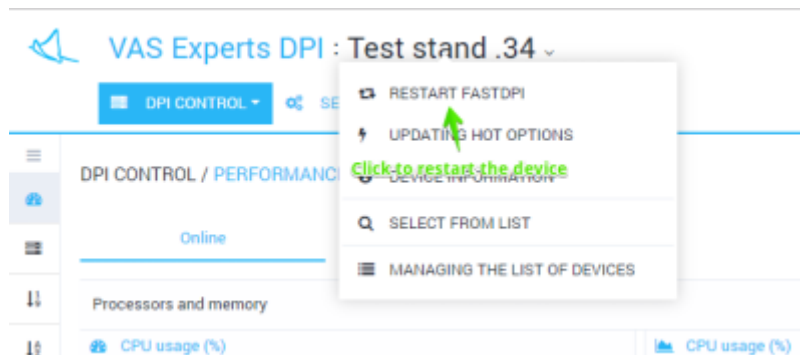 VAS Experts DPI : Test stand .34
DPI CONTROL
SE
RESTART FASTDPI
UPDATING HOT OPTIONS
Click to restart the device
DEVICE INFORMATION
SELECT FROM LIST
MANAGING THE LIST OF DEVICES
DPI CONTROL / PERFORMANC
Online
Processors and memory
CPU usage (%)
CPU usage (%)